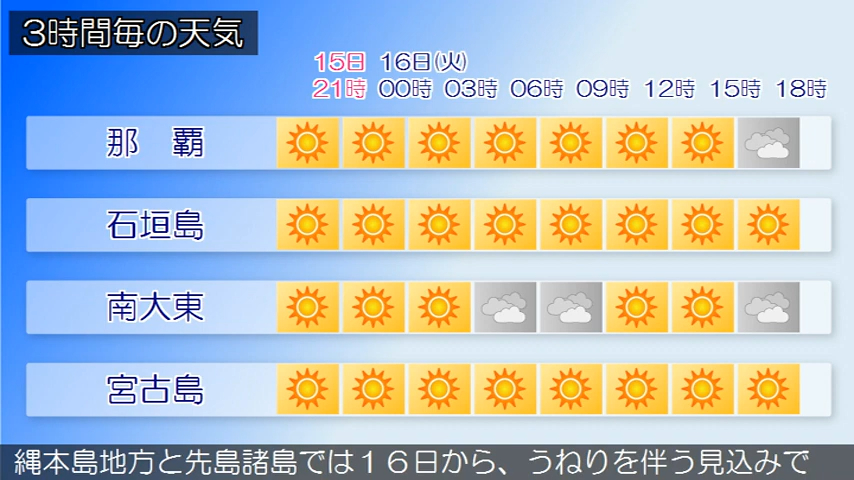 3時間毎の天気
15日 16日(火)
21時 00時 03時 06時 09時 12時 15時 18時
那　覇
石垣島
南大東
宮古島
縄本島地方と先島諸島では１６日から、うねりを伴う見込みで